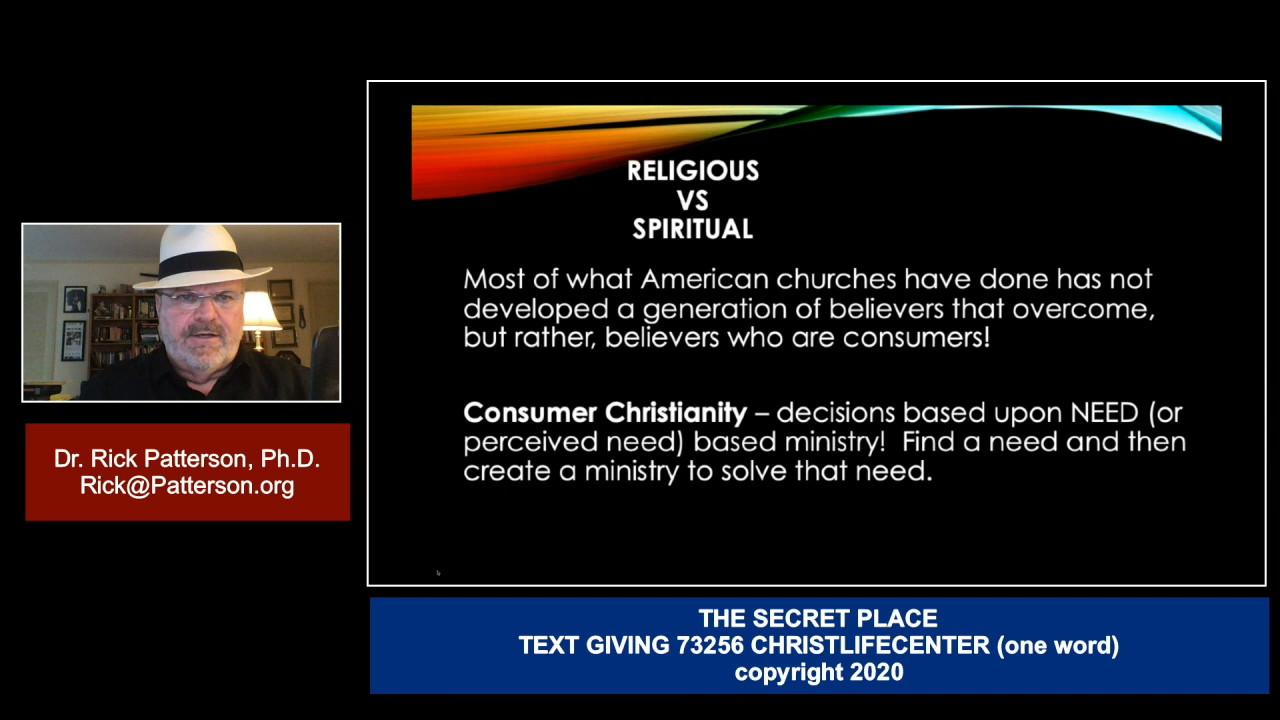 RELIGIOUS
VS
SPIRITUAL
Most of what American churches have done has not
developed a generation of believers that overcome,
but rather, believers who are consumers!
Consumer Christianity – decisions based upon NEED (or
perceived need) based ministry!  Find a need and then
create a ministry to solve that need.
Dr. Rick Patterson, Ph.D.
Rick@Patterson.org
THE SECRET PLACE
TEXT GIVING 73256 CHRISTLIFECENTER (one word)
copyright 2020